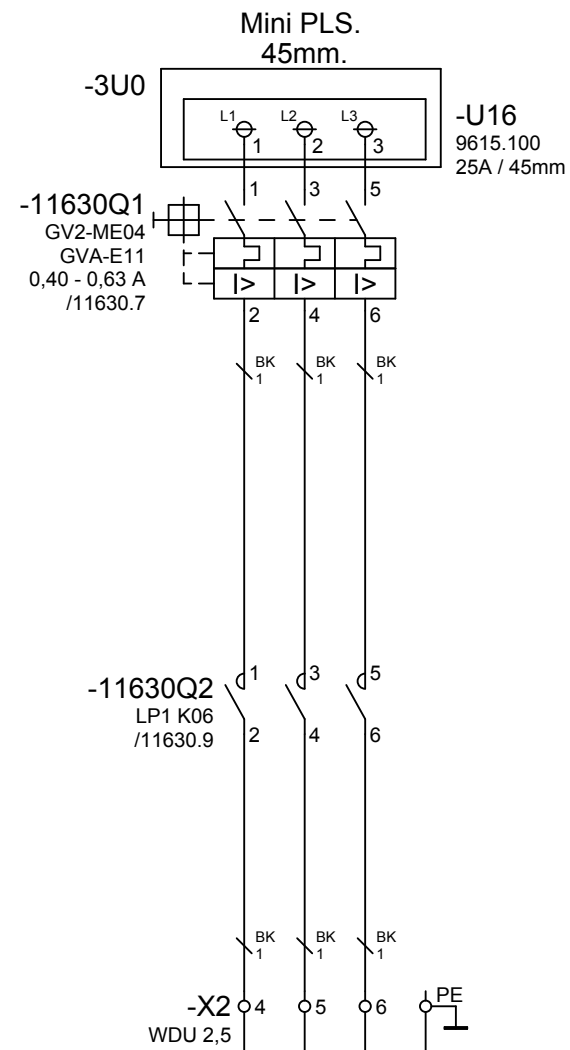 Mini PLS.
45mm.
-3U0
L1 L2 L3
1 2 3
-U16
9615.100
25A / 45mm
1 3 5
-11630Q1
GV2-ME04
GVA-E11
0,40 - 0,63 A
/11630.7
I> I> I>
2 4 6
BK BK BK
1 1 1
1 3 5
-11630Q2
LP1 K06
/11630.9
2 4 6
BK BK BK
1 1 1
-X2 4 5 6 PE
WDU 2,5